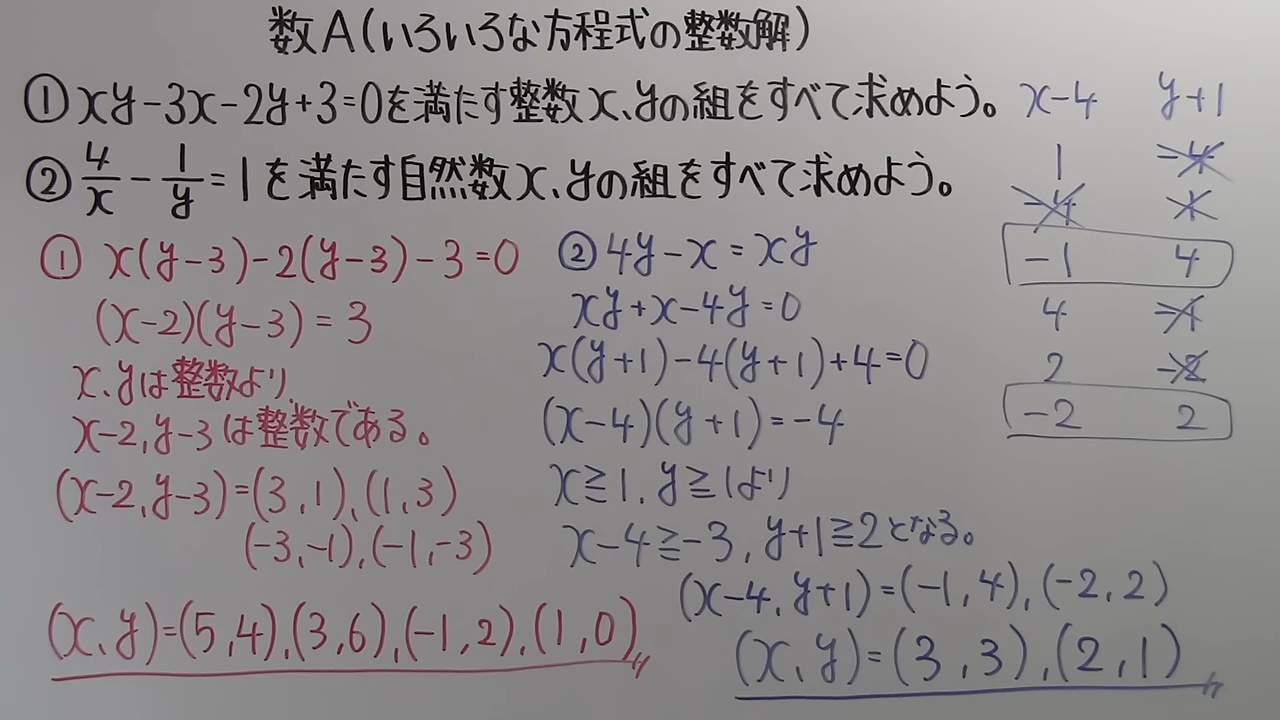 数A(いろいろな方程式の整数解)
①xy-3x-2y+3=0を満たす整数x、yの組をすべて求めよう。
②4/x-1/y=1を満たす自然数x、yの組をすべて求めよう。
① x(y-3)-2(y-3)-3=0
(x-2)(y-3)=3
x、yは整数より、
x-2,y-3は整数である。
(x-2,y-3)=(3,1),(1,3)
(-3,-1),(-1,-3)
(x,y)=(5,4),(3,6),(-1,2),(1,0)
②4y-x=xy
xy+x-4y=0
x(y+1)-4(y+1)+4=0
(x-4)(y+1)=-4
x≧1,y≧1より
x-4≧-3,y+1≧2となる。
(x-4,y+1)=(-1,4),(-2,2)
(x,y)=(3,3),(2,1)
x-4 y+1
1 -4
-4 1
-1 4
4 -1
2 -2
-2 2